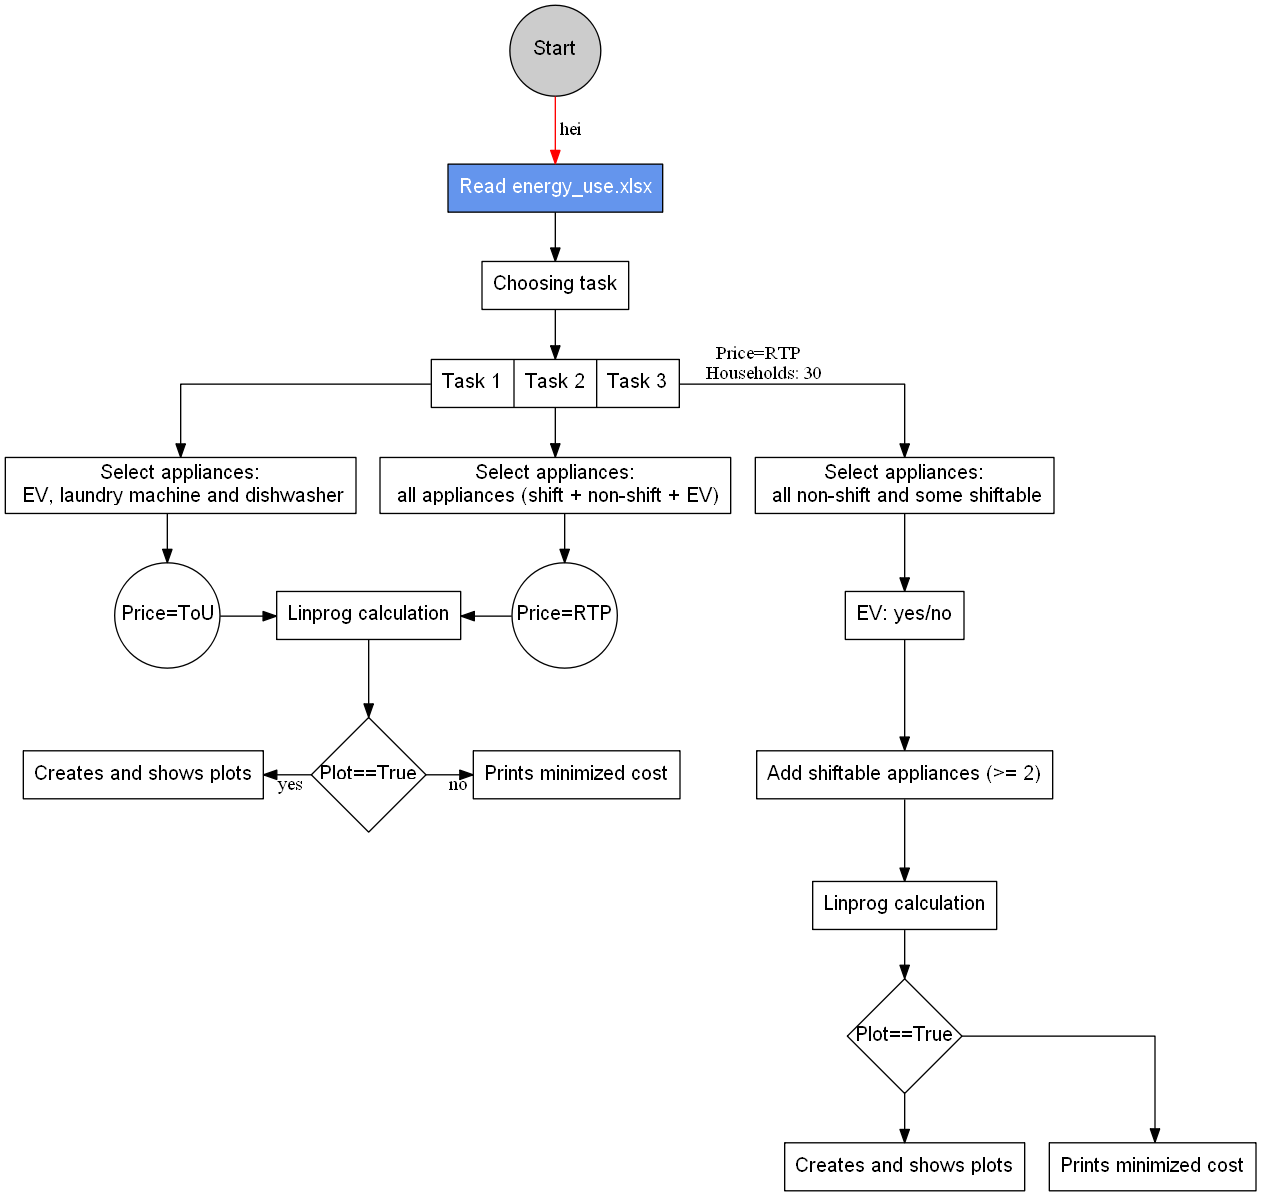 Start
hei
Read energy_use.xlsx
Choosing task
Task 1
Task 2
Task 3
Price=RTP
Households: 30
Select appliances:
EV, laundry machine and dishwasher
Select appliances:
all appliances (shift + non-shift + EV)
Select appliances:
all non-shift and some shiftable
Price=ToU
Linprog calculation
Price=RTP
EV: yes/no
Creates and shows plots
yes
Plot==True
no
Prints minimized cost
Add shiftable appliances (>= 2)
Linprog calculation
Plot==True
Creates and shows plots
Prints minimized cost